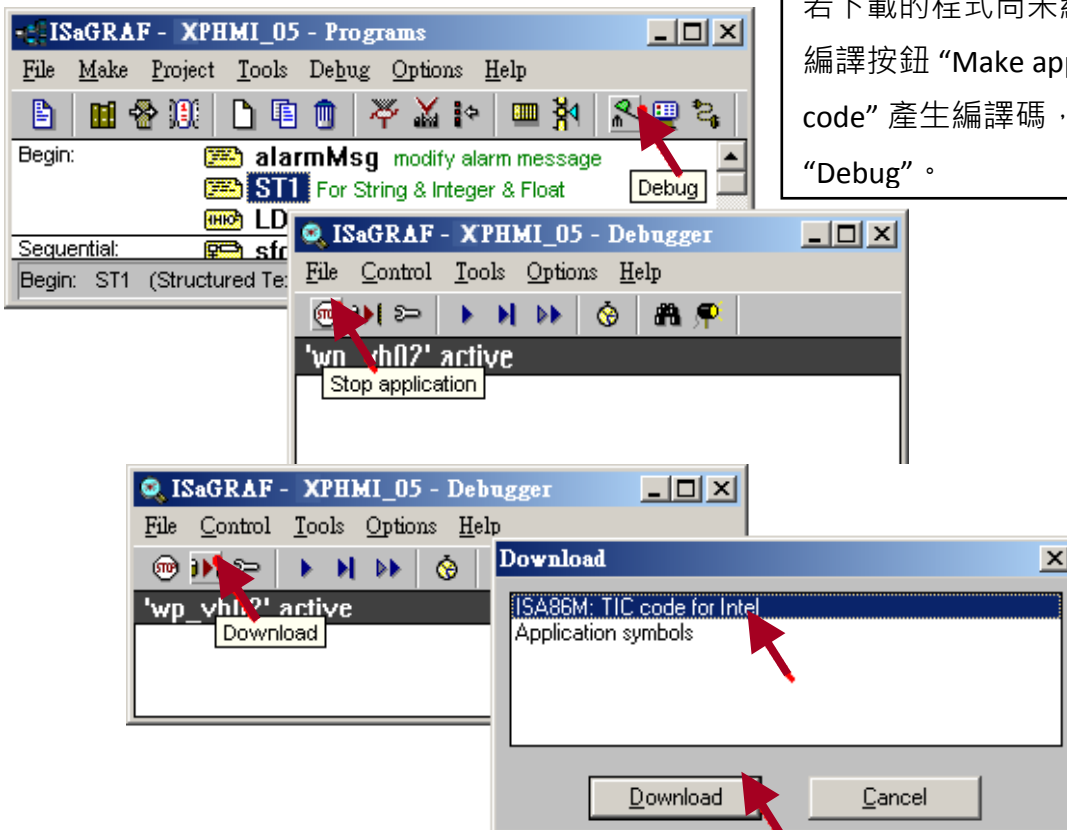 ISaGRAF - XPHMI_05 - Programs
File Make Project Tools Debug Options Help
Begin: alarmMsg modify alarm message
ST1 For String & Integer & Float
Debug
LD
Sequential: sfc
Begin: ST1 (Structured Te
若下載的程式尚未
編譯按鈕 “Make app
code” 產生編譯碼，
“Debug”。
ISaGRAF - XPHMI_05 - Debugger
File Control Tools Options Help
STOP
active
Stop application
ISaGRAF - XPHMI_05 - Debugger
File Control Tools Options Help
STOP
active
Download
Download
ISA86M: TIC code for Intel
Application symbols
Download Cancel